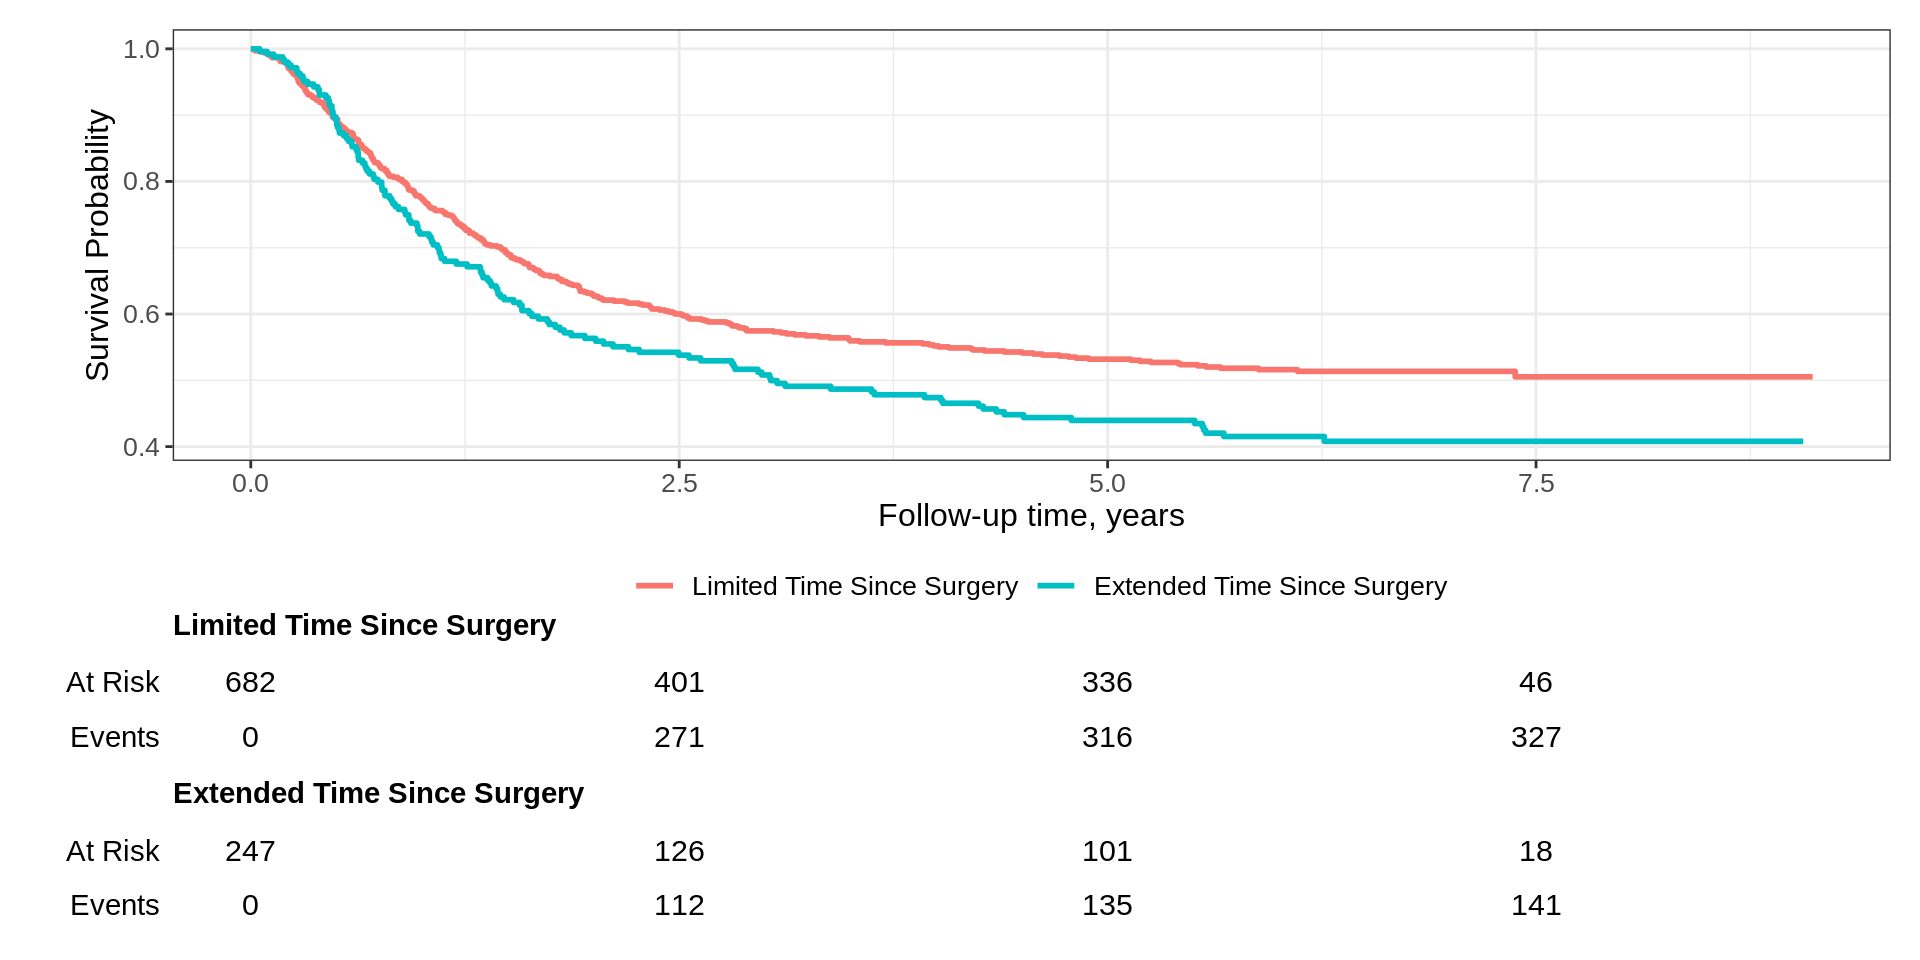 1.0
0.8
0.6
0.4
Survival Probability
0.0 2.5 5.0 7.5
Follow-up time, years
Limited Time Since Surgery Extended Time Since Surgery
Limited Time Since Surgery
At Risk 682 401 336 46
Events 0 271 316 327
Extended Time Since Surgery
At Risk 247 126 101 18
Events 0 112 135 141